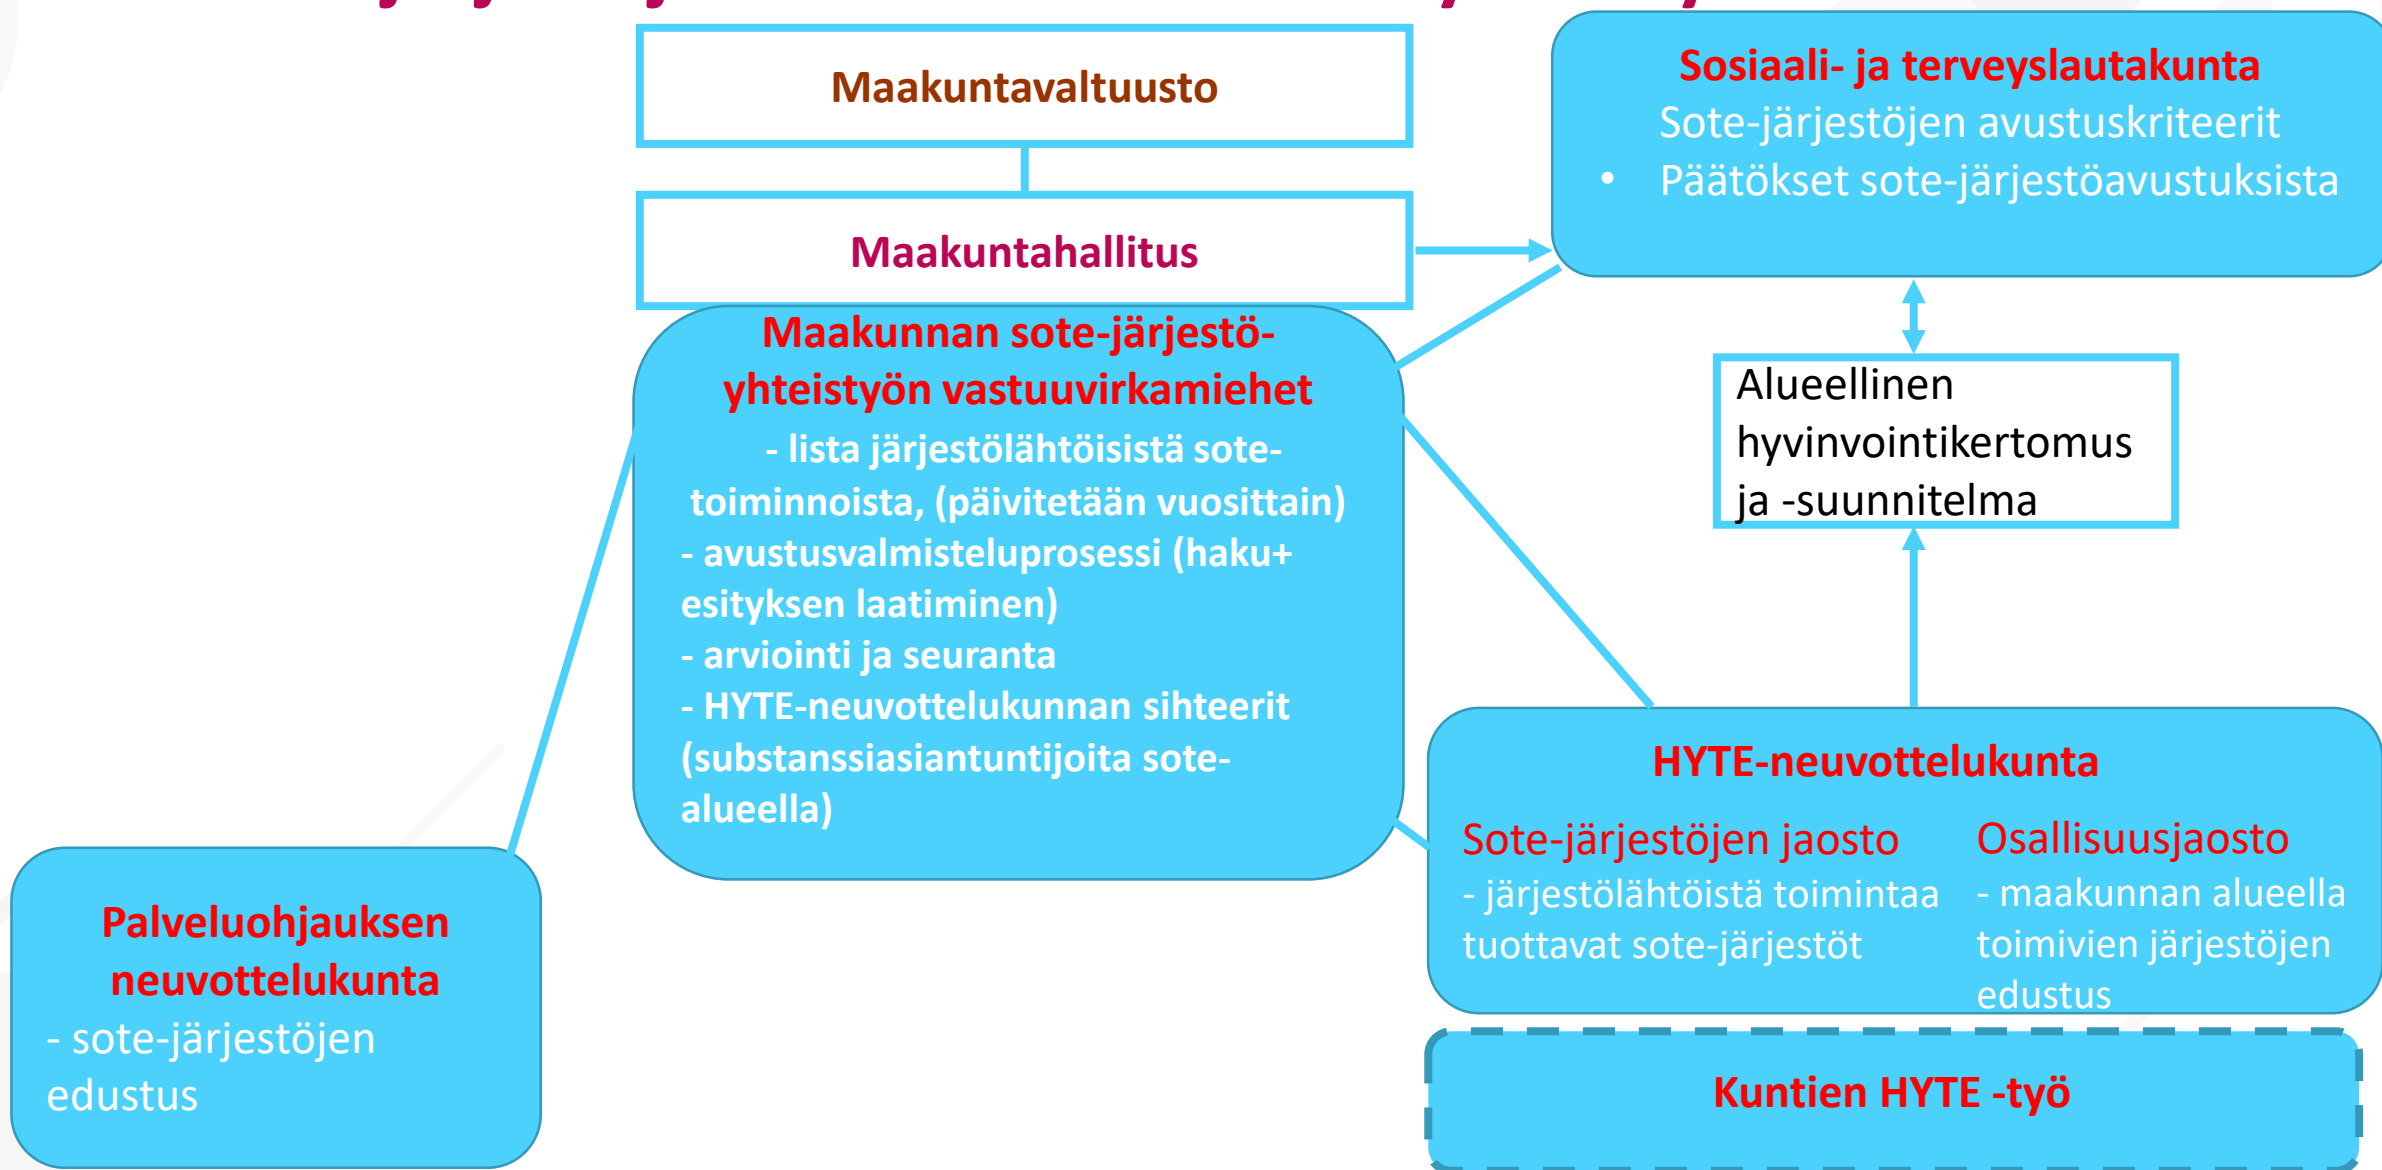 Maakuntavaltuusto
Maakuntahallitus
Sosiaali- ja terveyslautakunta
Sote-järjestöjen avustuskriteerit
• Päätökset sote-järjestöavustuksista
Maakunnan sote-järjestö-
yhteistyön vastuuvirkamiehet
- lista järjestölähtöisistä sote-
toiminnoista, (päivitetään vuosittain)
- avustusvalmisteluprosessi (haku+
esityksen laatiminen)
- arviointi ja seuranta
- HYTE-neuvottelukunnan sihteerit
(substanssiasiantuntijoita sote-
alueella)
Alueellinen
hyvinvointikertomus
ja -suunnitelma
Palveluohjauksen
neuvottelukunta
- sote-järjestöjen
edustus
HYTE-neuvottelukunta
Sote-järjestöjen jaosto
- järjestölähtöistä toimintaa
tuottavat sote-järjestöt
Osallisuusjaosto
- maakunnan alueella
toimivien järjestöjen
edustus
Kuntien HYTE -työ